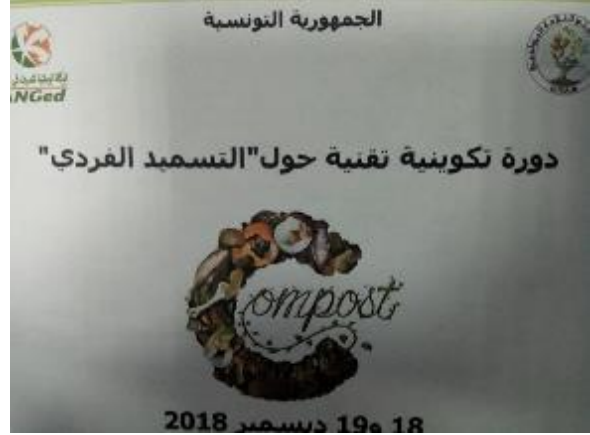 الجمهورية التونسية
ANGed
دورة تكوينية تقنية حول"التسميد الفردي"
Compost
18 و19 ديسمبر 2018